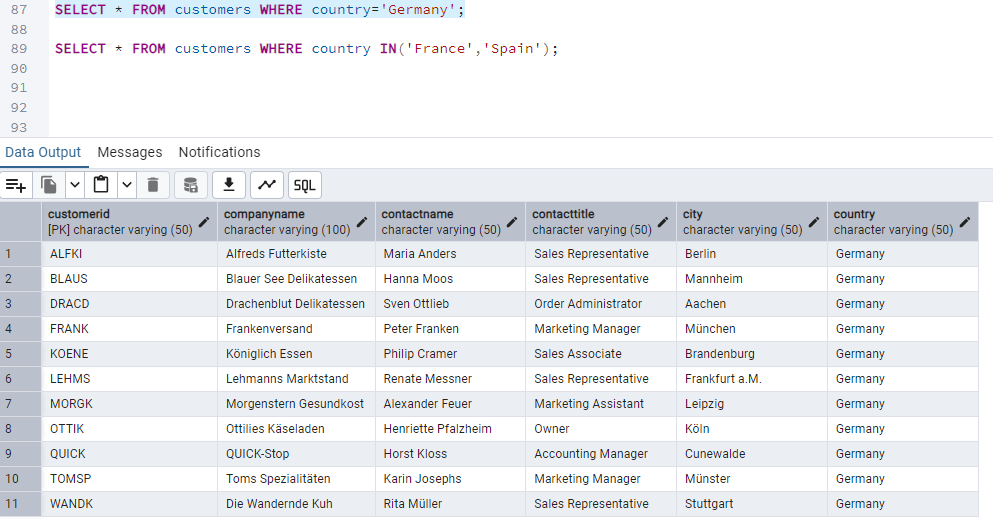 87 SELECT * FROM customers WHERE country='Germany';
88
89 SELECT * FROM customers WHERE country IN('France','Spain');
90
91
92
93
Data Output Messages Notifications
SQL
customerid companyname contactname contacttitle city country
[PK] character varying (50) character varying (100) character varying (50) character varying (50) character varying (50) character varying (50)
1 ALFKI Alfreds Futterkiste Maria Anders Sales Representative Berlin Germany
2 BLAUS Blauer See Delikatessen Hanna Moos Sales Representative Mannheim Germany
3 DRACD Drachenblut Delikatessen Sven Ottlieb Order Administrator Aachen Germany
4 FRANK Frankenversand Peter Franken Marketing Manager München Germany
5 KOENE Königlich Essen Philip Cramer Sales Associate Brandenburg Germany
6 LEHMS Lehmanns Marktstand Renate Messner Sales Representative Frankfurt a.M. Germany
7 MORGK Morgenstern Gesundkost Alexander Feuer Marketing Assistant Leipzig Germany
8 OTTIK Ottilies Käseladen Henriette Pfalzheim Owner Köln Germany
9 QUICK QUICK-Stop Horst Kloss Accounting Manager Cunewalde Germany
10 TOMSP Toms Spezialitäten Karin Josephs Marketing Manager Münster Germany
11 WANDK Die Wandernde Kuh Rita Müller Sales Representative Stuttgart Germany